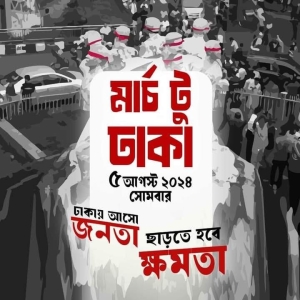 মার্চ টু
ঢাকা
৫ আগস্ট ২০২৪
সোমবার
ঢাকায় আসো
জনতা ছাড়তে হবে
ক্ষমতা